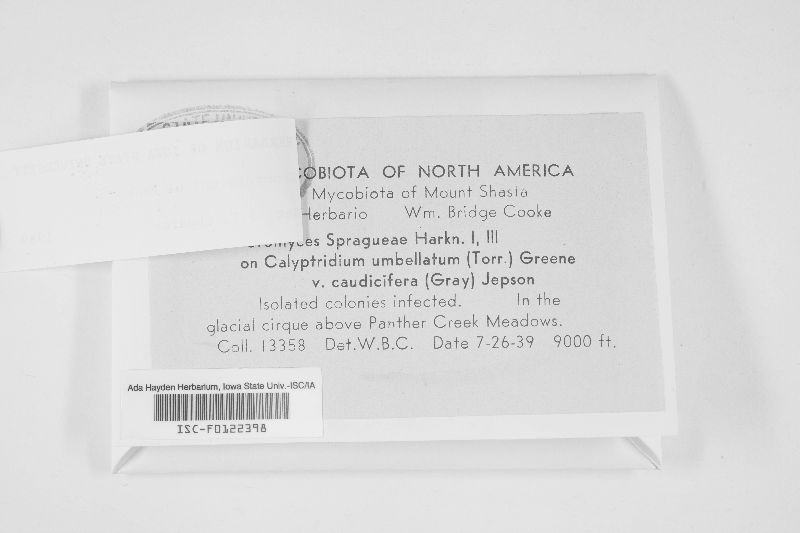 COBIOTA OF NORTH AMERICA
Mycobiota of Mount Shasta
Herbario Wm. Bridge Cooke
Spragueae Harkn. I, III
on Calyptridium umbellatum (Torr.) Greene
v. caudicifera (Gray) Jepson
Isolated colonies infected. In the
glacial cirque above Panther Creek Meadows.
Coll. 13358 Det.W.B.C. Date 7-26-39 9000 ft.
Ada Hayden Herbarium, Iowa State Univ.-ISC/IA
ISC-F0122398